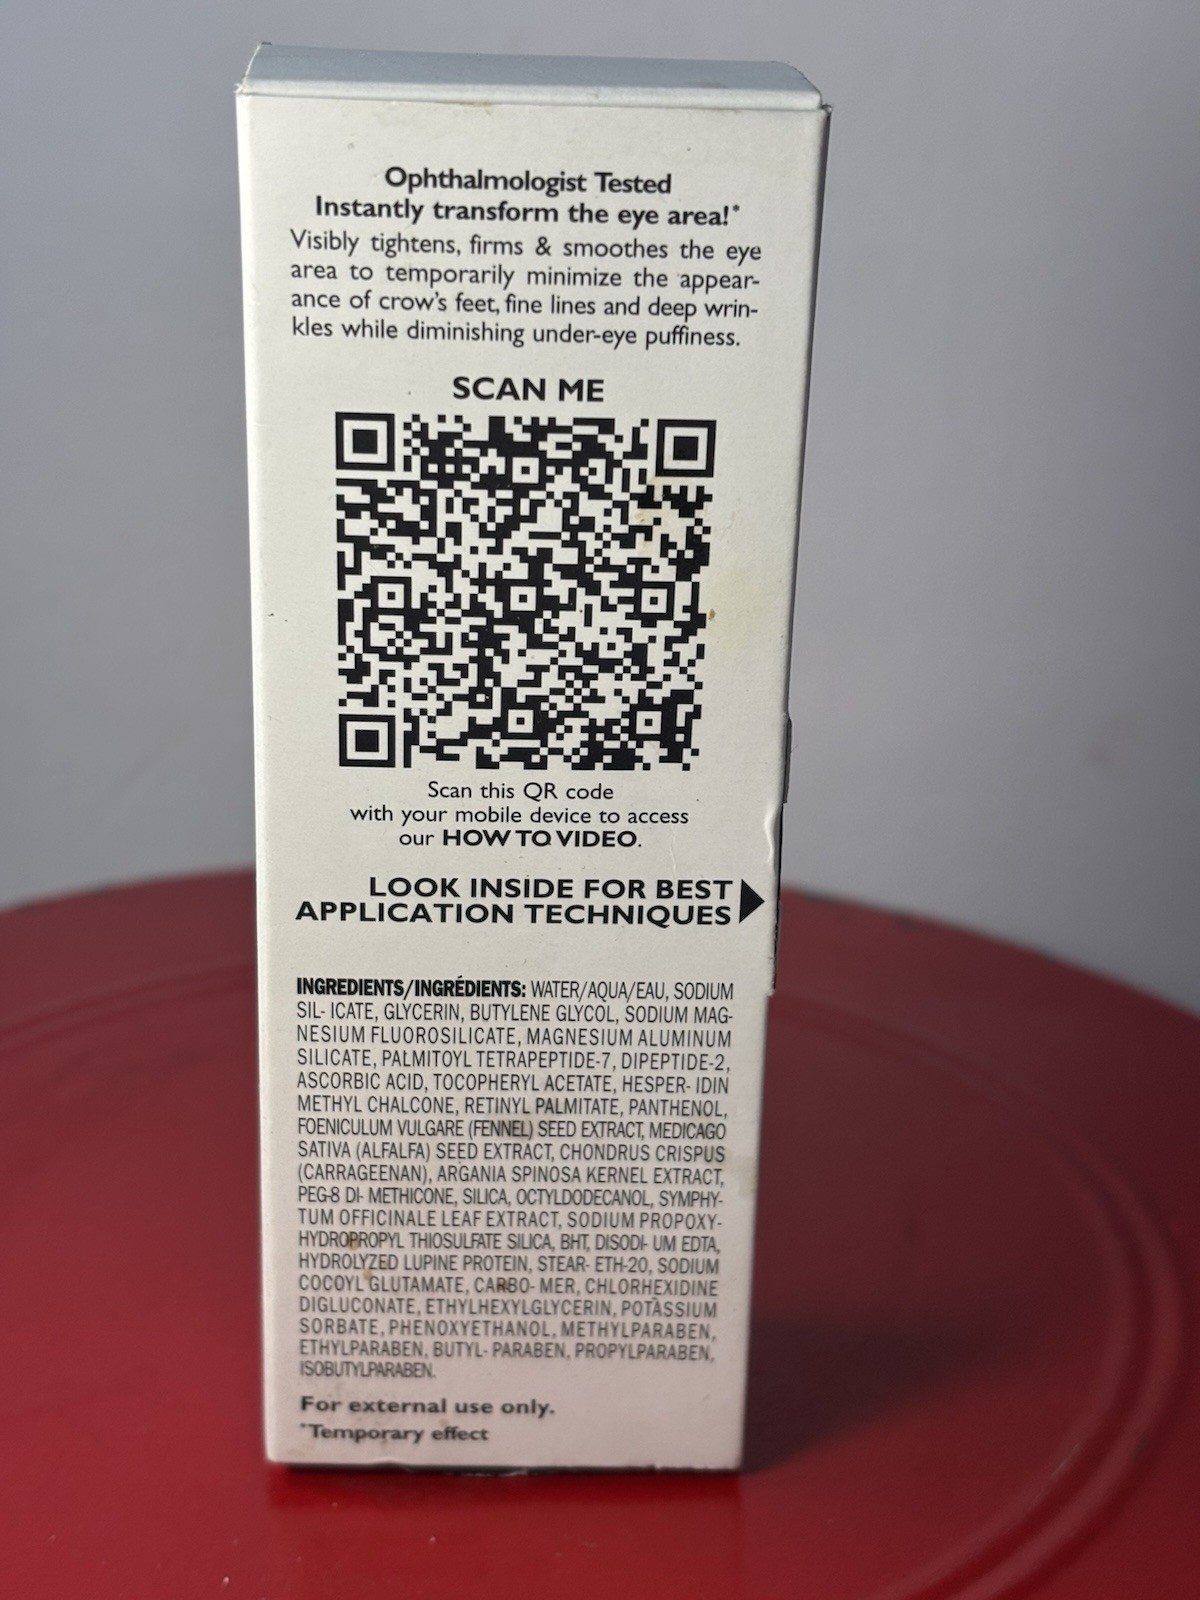 Ophthalmologist Tested
Instantly transform the eye area!*
Visibly tightens, firms & smoothes the eye
area to temporarily minimize the appear-
ance of crow's feet, fine lines and deep wrin-
kles while diminishing under-eye puffiness.
SCAN ME
Scan this QR code
with your mobile device to access
our HOW TO VIDEO.
LOOK INSIDE FOR BEST
APPLICATION TECHNIQUES
INGREDIENTS/INGRÉDIENTS: WATER/AQUA/EAU, SODIUM
SIL- ICATE, GLYCERIN, BUTYLENE GLYCOL, SODIUM MAG-
NESIUM FLUOROSILICATE, MAGNESIUM ALUMINUM
SILICATE, PALMITOYL TETRAPEPTIDE-7, DIPEPTIDE-2,
ASCORBIC ACID, TOCOPHERYL ACETATE, HESPER- IDIN
METHYL CHALCONE, RETINYL PALMITATE, PANTHENOL,
FOENICULUM VULGARE (FENNEL) SEED EXTRACT, MEDICAGO
SATIVA (ALFALFA) SEED EXTRACT, CHONDRUS CRISPUS
(CARRAGEENAN), ARGANIA SPINOSA KERNEL EXTRACT,
PEG-8 DI- METHICONE, SILICA, OCTYLDODECANOL, SYMPHY-
TUM OFFICINALE LEAF EXTRACT, SODIUM PROPOXY-
HYDROPROPYL THIOSULFATE SILICA, BHT, DISODI- UM EDTA,
HYDROLYZED LUPINE PROTEIN, STEAR- ETH-20, SODIUM
COCOYL GLUTAMATE, CARBO- MER, CHLORHEXIDINE
DIGLUCONATE, ETHYLHEXYLGLYCERIN, POTASSIUM
SORBATE, PHENOXYETHANOL, METHYLPARABEN,
ETHYLPARABEN, BUTYL- PARABEN, PROPYLPARABEN,
ISOBUTYLPARABEN.
For external use only.
*Temporary effect